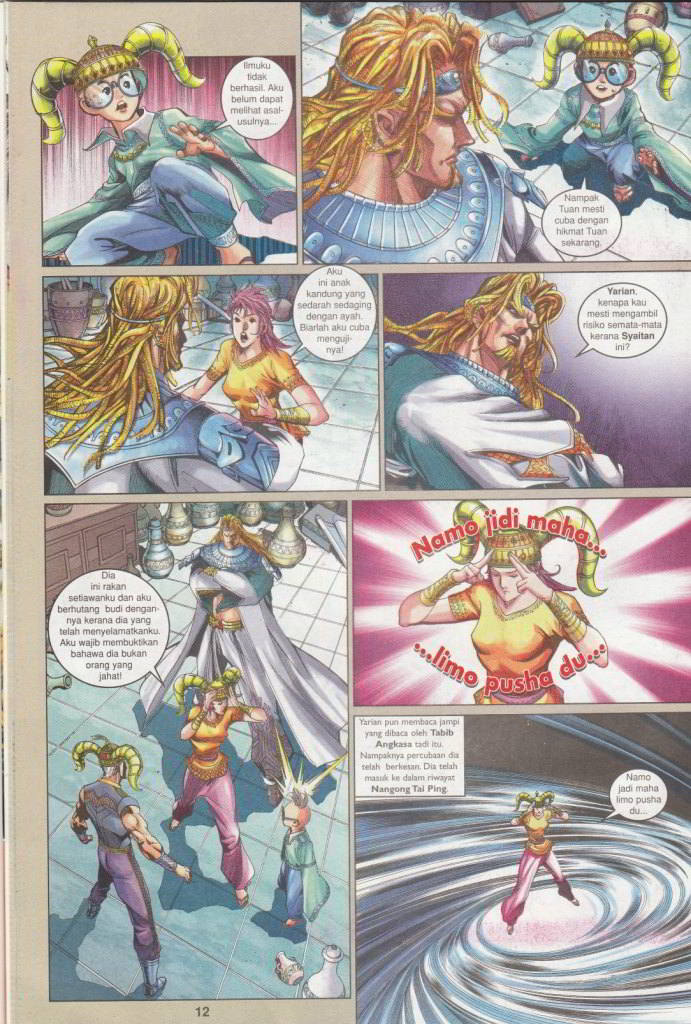 Ilmuku
tidak
berhasil. Aku
belum dapat
melihat asal-
usulnya...
Nampak
Tuan mesti
cuba dengan
hikmat Tuan
sekarang.
Aku
ini anak
kandung yang
sedarah sedaging
dengan ayah.
Biarlah aku cuba
menguji-
nya!
Yarian,
kenapa kau
mesti mengambil
risiko semata-mata
kerana Syaitan
ini?
Dia
ini rakan
setiawanku dan aku
berhutang budi dengan-
nya kerana dia yang
telah menyelamatkanku.
Aku wajib membuktikan
bahawa dia bukan
orang yang
jahat!
Namo jidi maha...
...limo pusha du...
Yarian pun membaca jampi
yang dibaca oleh Tabib
Angkasa tadi itu.
Nampaknya percubaan dia
telah berkesan. Dia telah
masuk ke dalam riwayat
Nangong Tai Ping.
Namo
jadi maha
limo pusha
du...
12